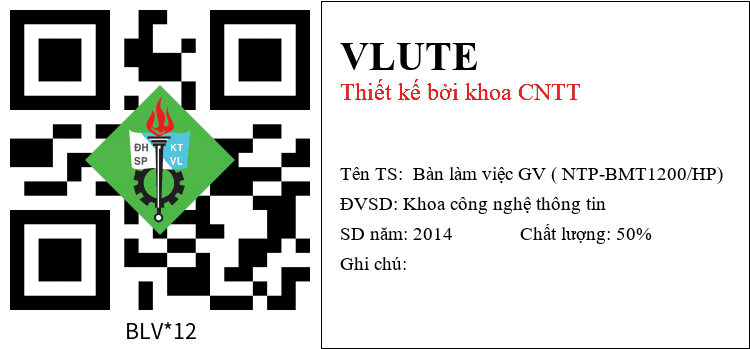 ĐH KT
SP VL
BLV*12
VLUTE
Thiết kế bởi khoa CNTT
Tên TS: Bàn làm việc GV ( NTP-BMT1200/HP)
ĐVSD: Khoa công nghệ thông tin
SD năm: 2014 Chất lượng: 50%
Ghi chú: